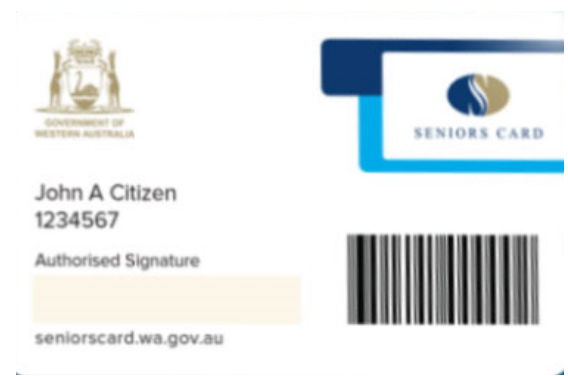 GOVERNMENT OF
WESTERN AUSTRALIA
SENIORS CARD
John A Citizen
1234567
Authorised Signature
seniorscard.wa.gov.au